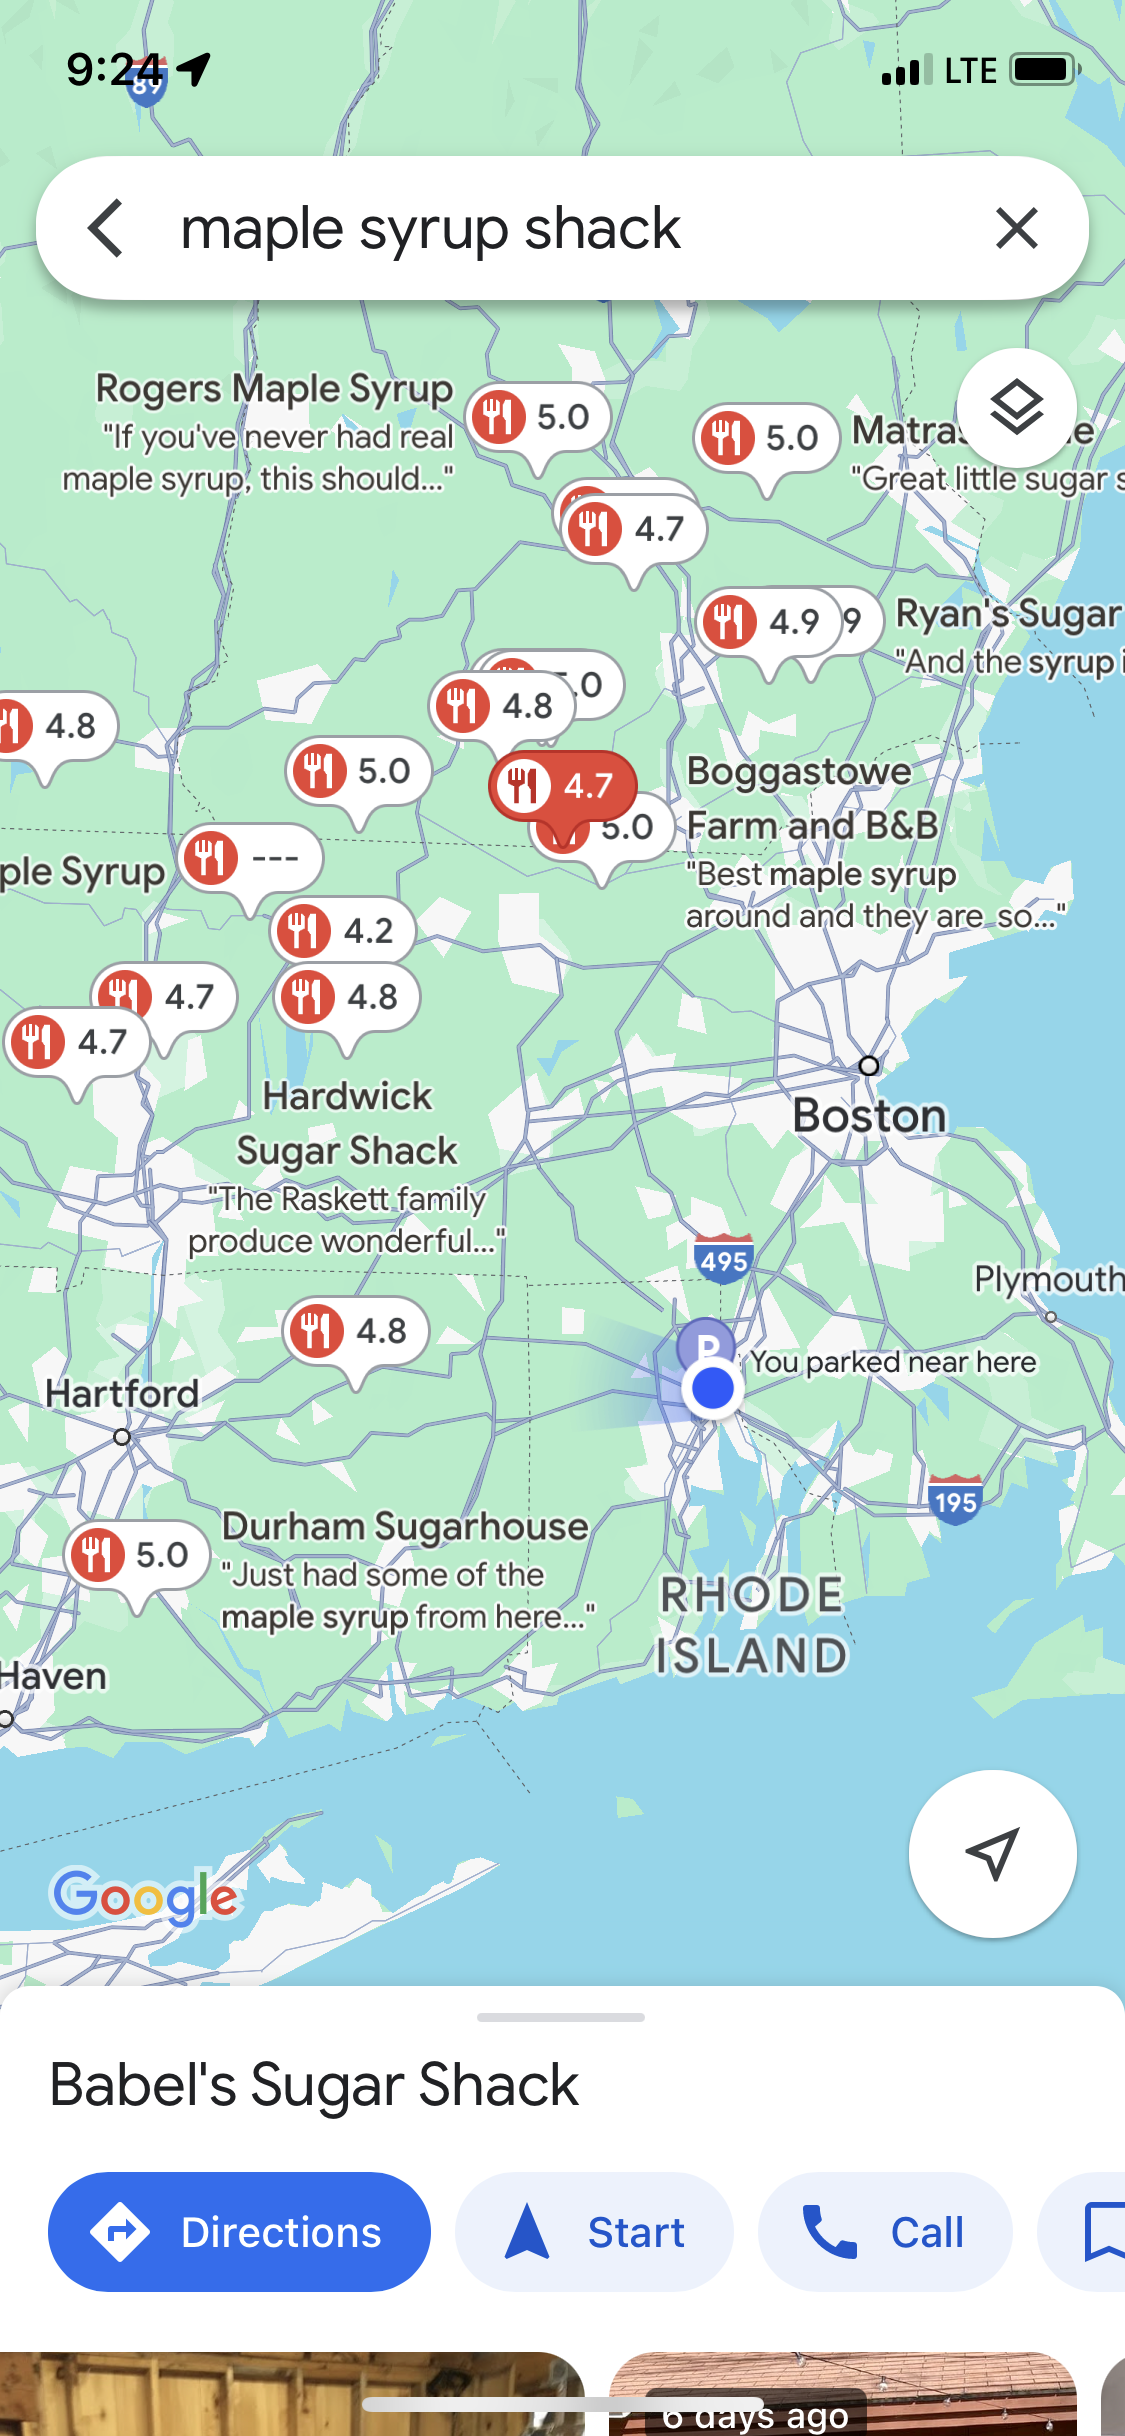 9:24
LTE
89
maple syrup shack
Rogers Maple Syrup
"If you've never had real
maple syrup, this should..."
5.0
5.0
"Great little sugar
4.7
4.9
9
Ryan's Sugar
"And the syrup
.0
4.8
4.8
5.0
4.7
5.0
Boggastowe
Farm and B&B
"Best maple syrup
around and they are so..."
ple Syrup
---
4.2
4.7
4.8
4.7
Hardwick
Sugar Shack
"The Raskett family
produce wonderful..."
Boston
495
Plymouth
4.8
P
You parked near here
Hartford
195
5.0
Durham Sugarhouse
"Just had some of the
maple syrup from here..."
RHODE
ISLAND
Haven
Google
Babel's Sugar Shack
Directions
Start
Call
6 days ago